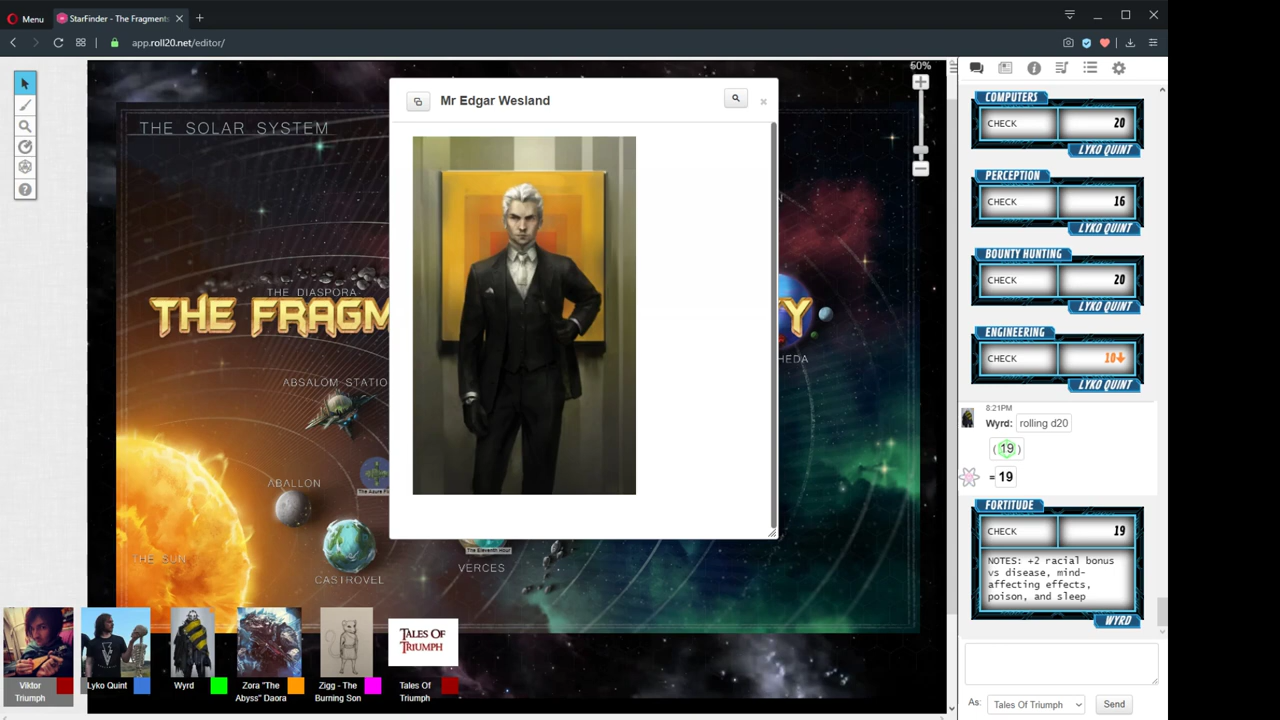 Menu
StarFinder - The Fragments
app.roll20.net/editor/
60%
Mr Edgar Wesland
THE SOLAR SYSTEM
THE DIASPORA
THE FRAGM
Y
HEDA
ABSALOM STATIO
ABALLON
THE SUN
CASTROVEL
The Eleventh Hour
VERCES
COMPUTERS
CHECK
20
LYKO QUINT
PERCEPTION
CHECK
16
LYKO QUINT
BOUNTY HUNTING
CHECK
20
LYKO QUINT
ENGINEERING
CHECK
10
LYKO QUINT
8:21PM
Wyrd: rolling d20
(19)
=19
FORTITUDE
CHECK
19
NOTES: +2 racial bonus
vs disease, mind-
affecting effects,
poison, and sleep
WYRD
TALES OF
TRIUMPH
Viktor
Triumph
Lyko Quint
Wyrd
Zora "The
Abyss" Daora
Zigg - The
Burning Son
Tales Of
Triumph
As:
Tales Of Triumph
Send